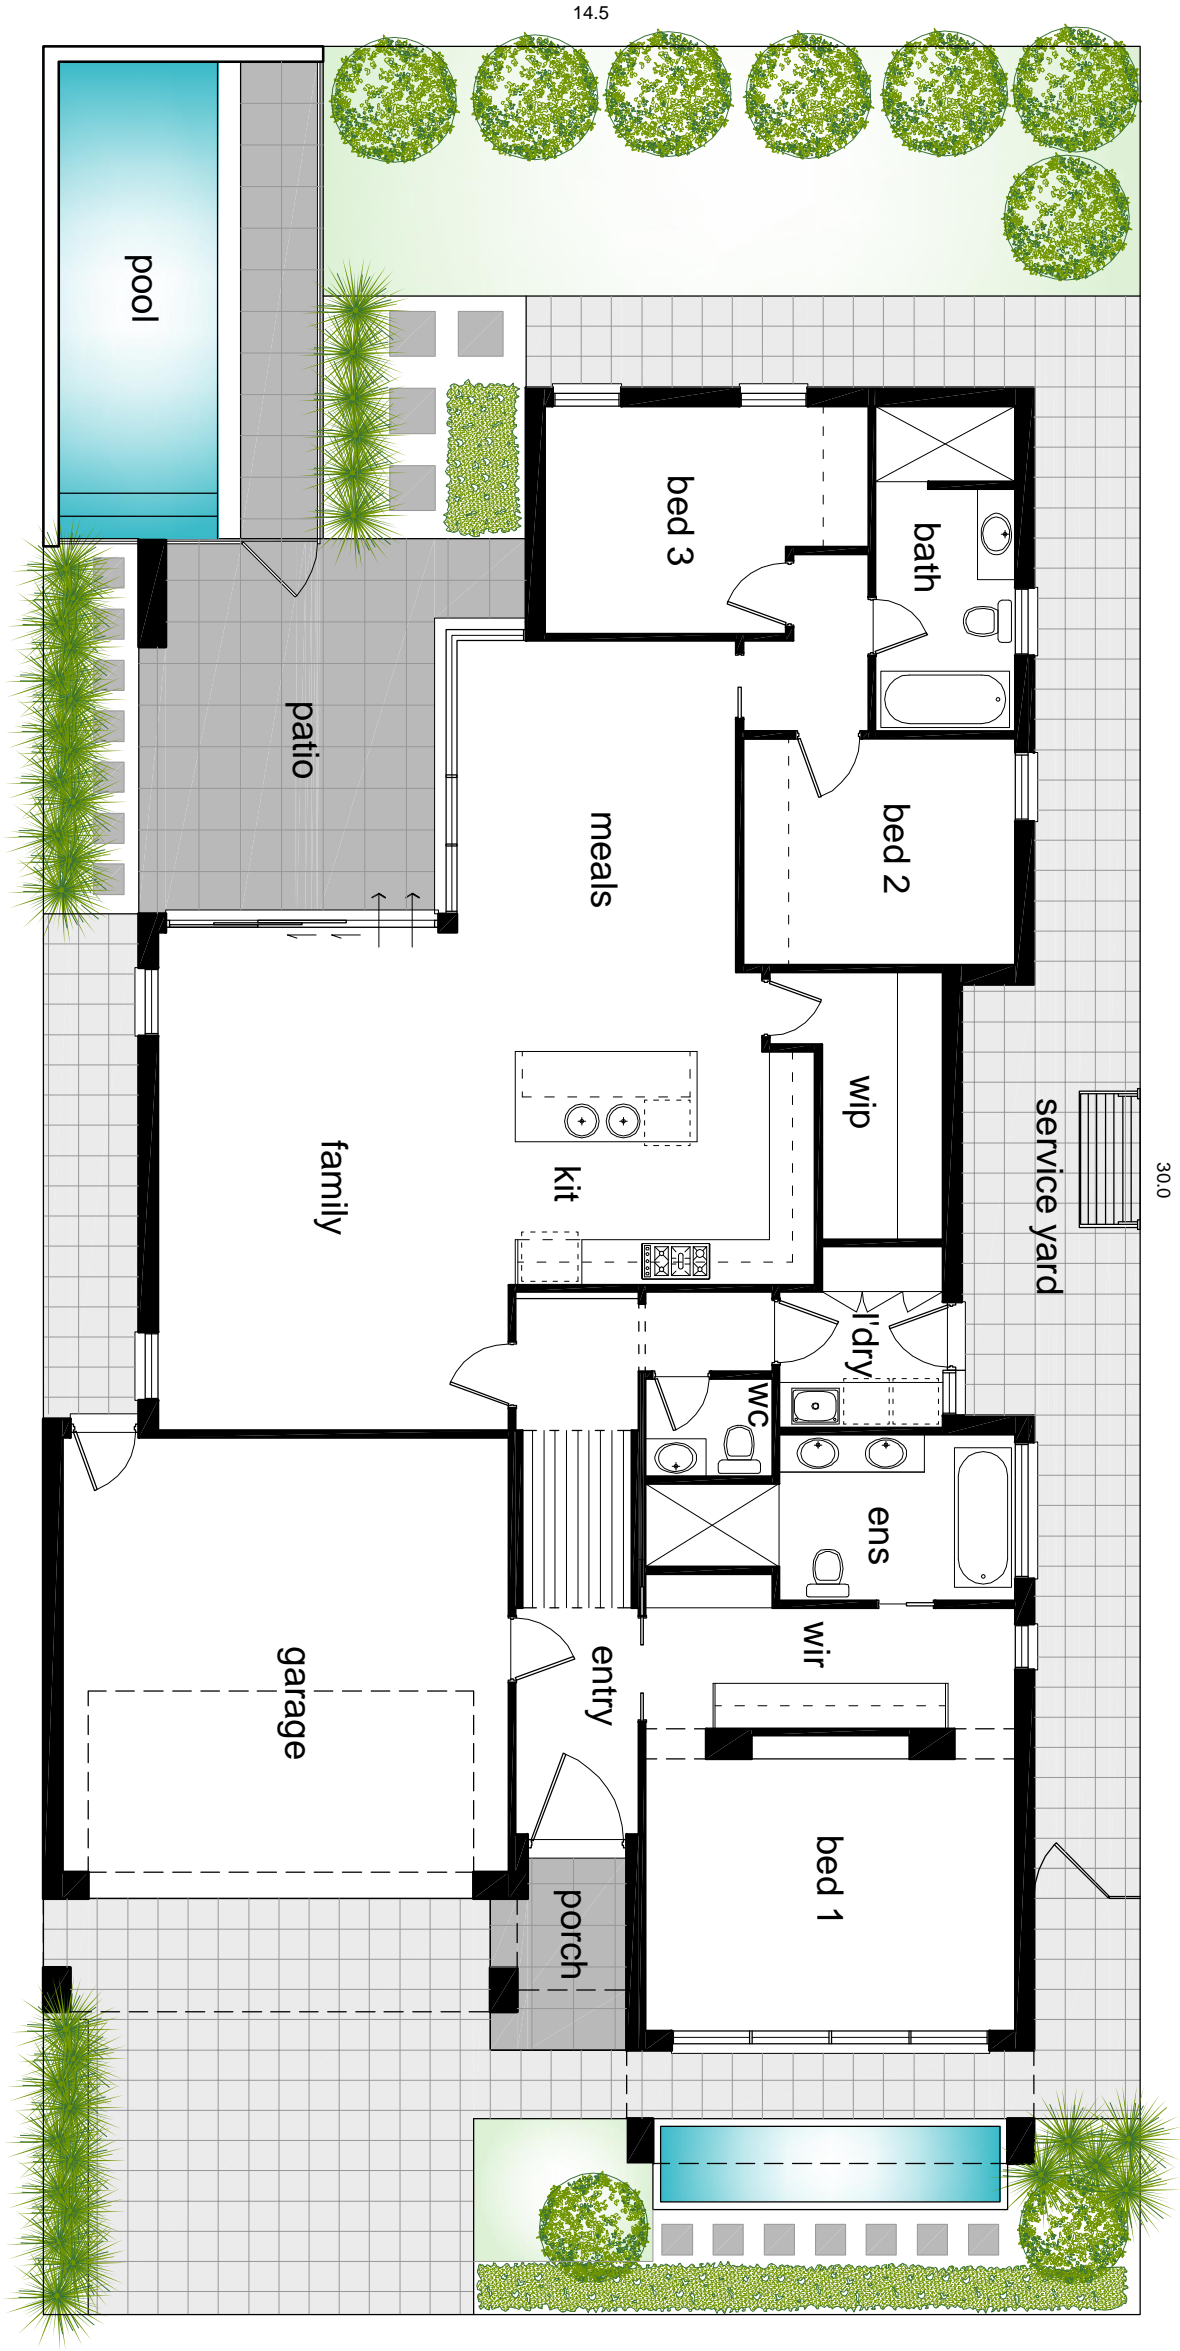 14.5
pool
bed 3
bath
patio
meals
bed 2
wip
service yard
30.0
family
kit
l'dry
wc
ens
wir
entry
garage
bed 1
porch